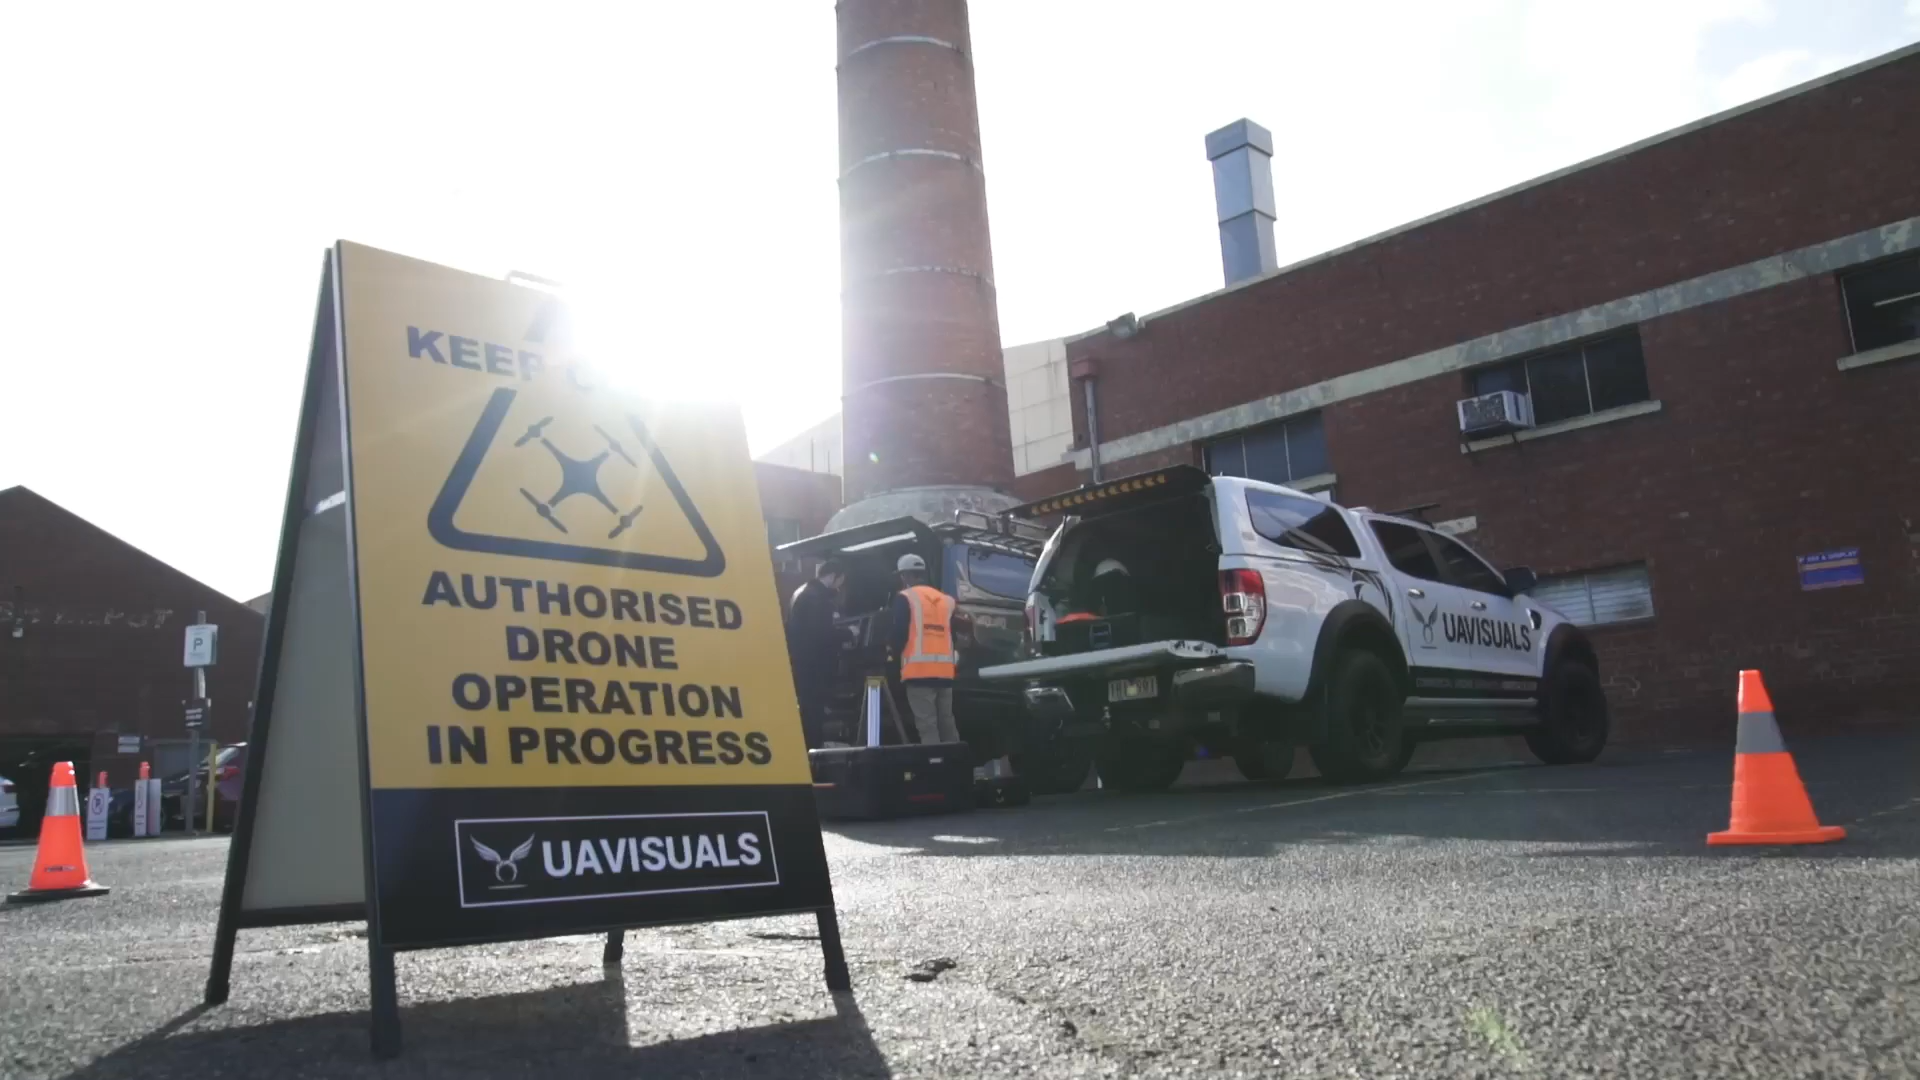 KEEP
AUTHORISED
DRONE
OPERATION
IN PROGRESS
UAVISUALS
UAVISUALS
P